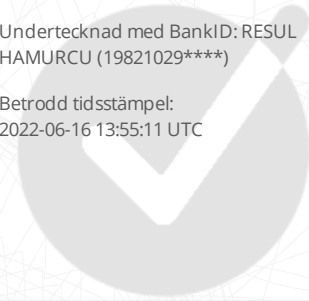 Undertecknad med BankID: RESUL
HAMURCU (19821029****)
Betrodd tidsstämpel:
2022-06-16 13:55:11 UTC